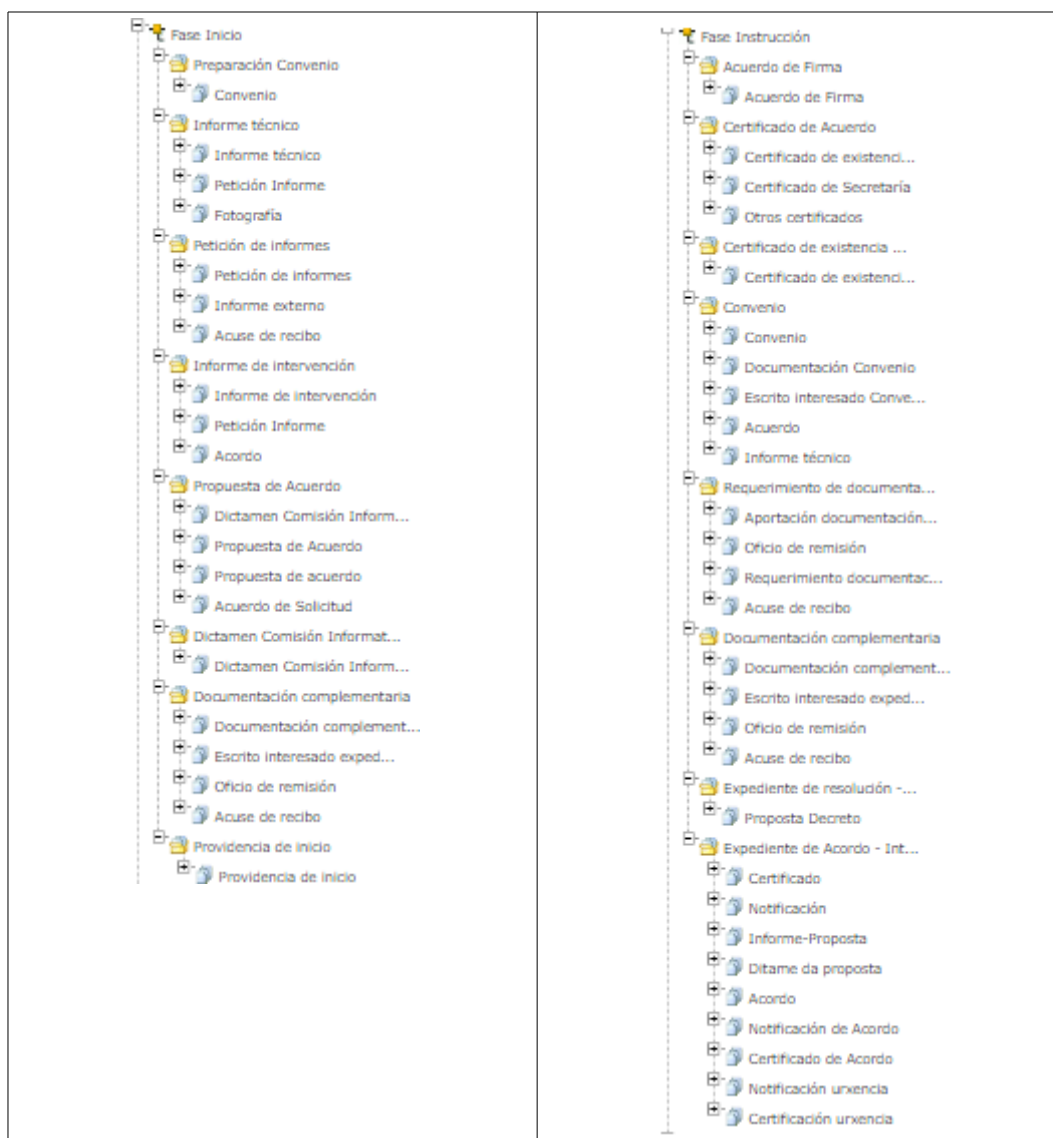 Fase Inicio
Preparación Convenio
Convenio
Informe técnico
Informe técnico
Petición Informe
Fotografía
Petición de informes
Petición de informes
Informe externo
Acuse de recibo
Informe de intervención
Informe de intervención
Petición Informe
Acordo
Propuesta de Acuerdo
Dictamen Comisión Inform...
Propuesta de Acuerdo
Propuesta de acuerdo
Acuerdo de Solicitud
Dictamen Comisión Informat...
Dictamen Comisión Inform...
Documentación complementaria
Documentación complement...
Escrito interesado exped...
Oficio de remisión
Acuse de recibo
Providencia de inicio
Providencia de inicio
Fase Instrucción
Acuerdo de Firma
Acuerdo de Firma
Certificado de Acuerdo
Certificado de existenci...
Certificado de Secretaría
Otros certificados
Certificado de existencia ...
Certificado de existenci...
Convenio
Convenio
Documentación Convenio
Escrito interesado Conve...
Acuerdo
Informe técnico
Requerimiento de documenta...
Aportación documentación...
Oficio de remisión
Requerimiento documentac...
Acuse de recibo
Documentación complementaria
Documentación complement...
Escrito interesado exped...
Oficio de remisión
Acuse de recibo
Expediente de resolución -...
Proposta Decreto
Expediente de Acordo - Int...
Certificado
Notificación
Informe-Proposta
Ditame da proposta
Acordo
Notificación de Acordo
Certificado de Acordo
Notificación urxencia
Certificación urxencia